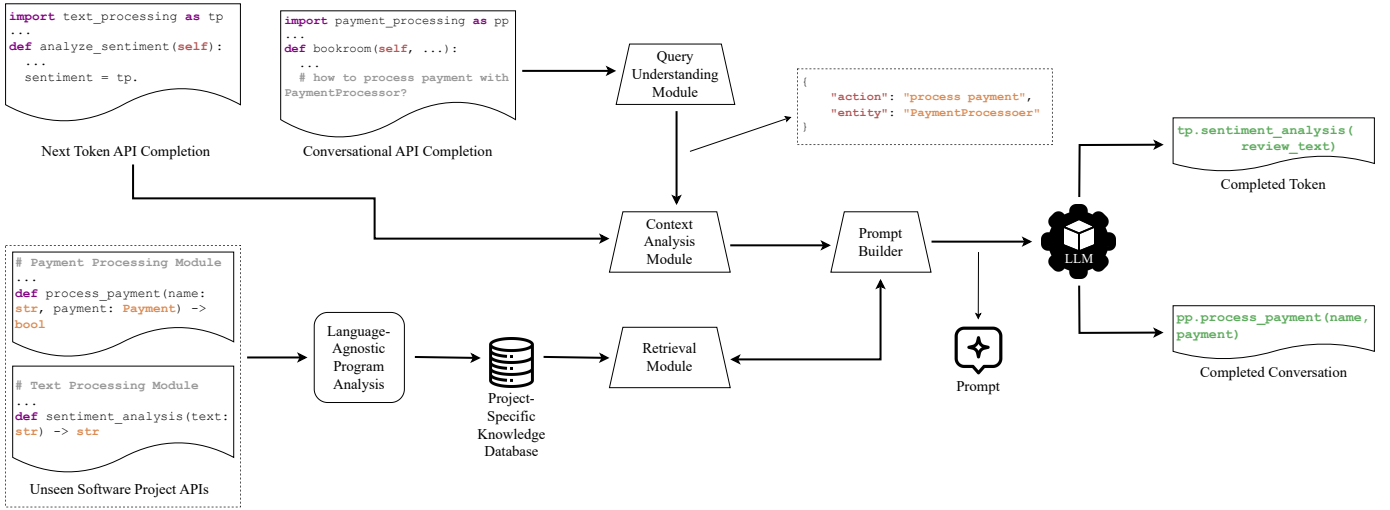 import text_processing as tp
...
def analyze_sentiment(self):
...
sentiment = tp.
Next Token API Completion
import payment_processing as pp
...
def bookroom(self, ...):
...
# how to process payment with
PaymentProcessor?
Conversational API Completion
Query
Understanding
Module
{
"action": "process payment",
"entity": "PaymentProcessoer"
}
Context
Analysis
Module
Prompt
Builder
LLM
tp.sentiment_analysis(
review_text)
Completed Token
pp.process_payment(name,
payment)
Completed Conversation
# Payment Processing Module
...
def process_payment(name:
str, payment: Payment) ->
bool
# Text Processing Module
...
def sentiment_analysis(text:
str) -> str
Unseen Software Project APIs
Language-
Agnostic
Program
Analysis
Project-
Specific
Knowledge
Database
Retrieval
Module
Prompt